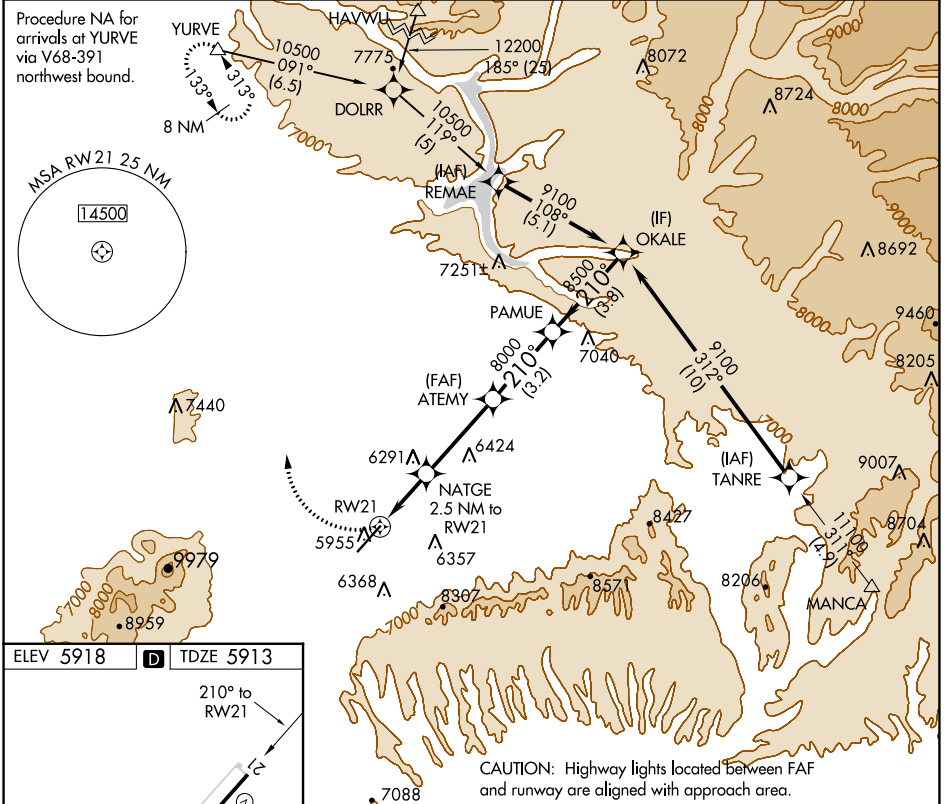 Procedure NA for
arrivals at YURVE
via V68-391
northwest bound.
YURVE
HAVWU
10500
091°
(6.5)
7775
12200
185° (25)
8072
8724
8000
8000
133°
313°
8 NM
DOLRR
7000
10500
119°
(5)
(IAF)
REMAE
9100
108°
(5.1)
(IF)
OKALE
MSA RW 21 25 NM
14500
7251±
8500
210°
(3.8)
8692
8000
9460
PAMUE
7040
8000
210°
(3.2)
9100
312°
(10)
8205
(FAF)
ATEMY
7440
7000
6291
6424
(IAF)
TANRE
9007
NATGE
2.5 NM to
RW21
RW21
5955
6357
8427
11100
311°
(4.9)
8704
9979
7000
8000
8959
6368
8307
7000
8571
8206
MANCA
ELEV 5918
D
TDZE 5913
210° to
RW21
21
CAUTION: Highway lights located between FAF
and runway are aligned with approach area.
7088